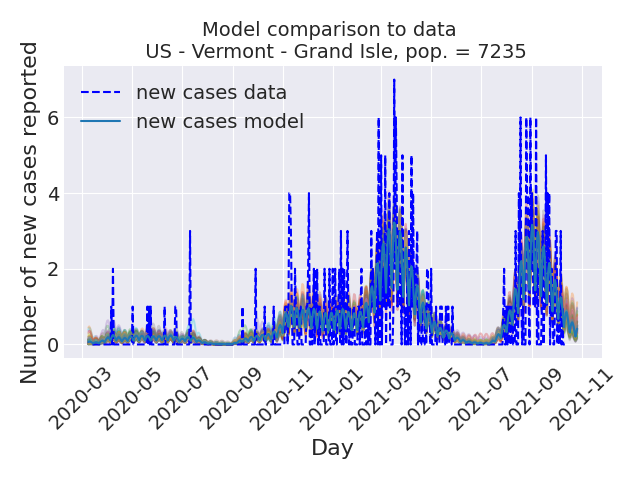 Model comparison to data
US - Vermont - Grand Isle, pop. = 7235
Number of new cases reported
new cases data
new cases model
6
4
2
0
2020-03
2020-05
2020-07
2020-09
2020-11
2021-01
2021-03
2021-05
2021-07
2021-09
2021-11
Day